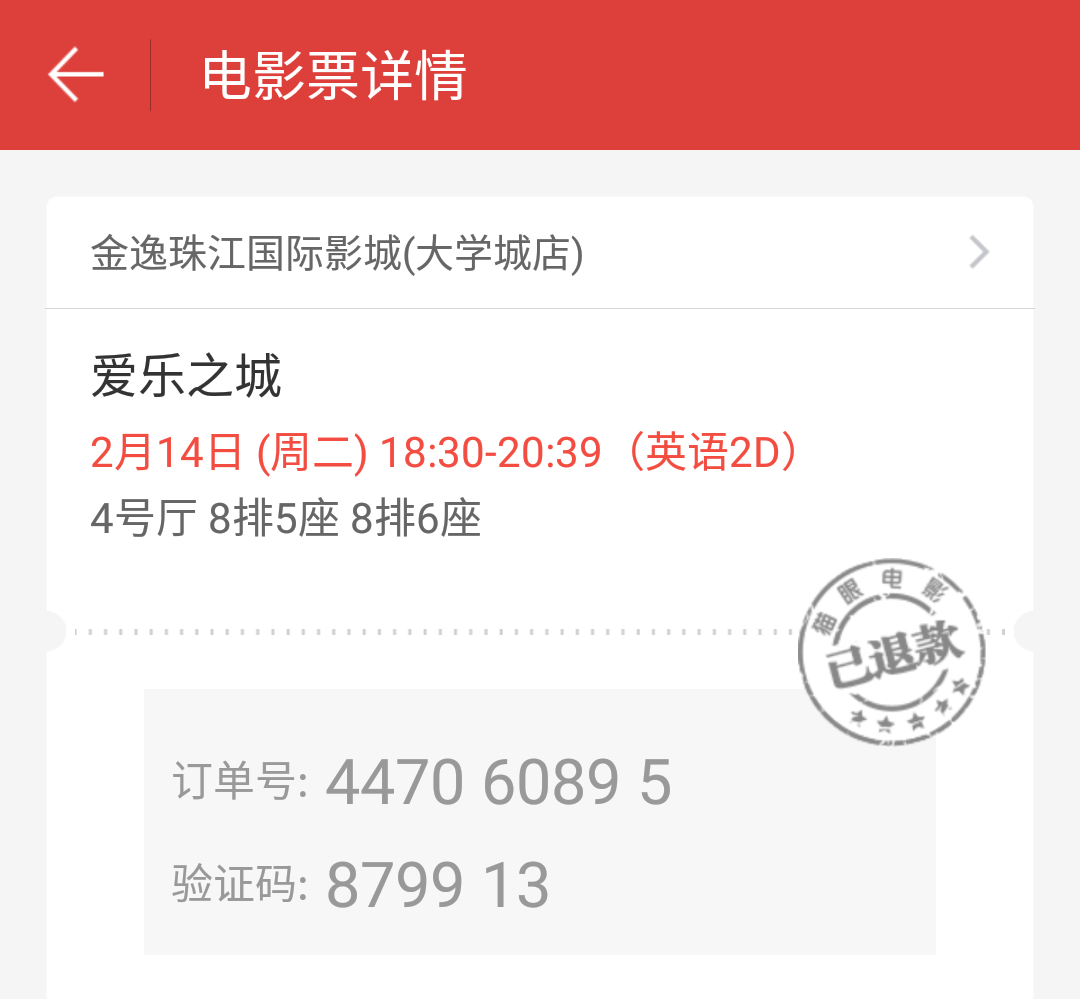 电影票详情
金逸珠江国际影城(大学城店)
爱乐之城
2月14日 (周二) 18:30-20:39（英语2D）
4号厅 8排5座 8排6座
猫眼电影
已退款
订单号: 4470 6089 5
验证码: 8799 13